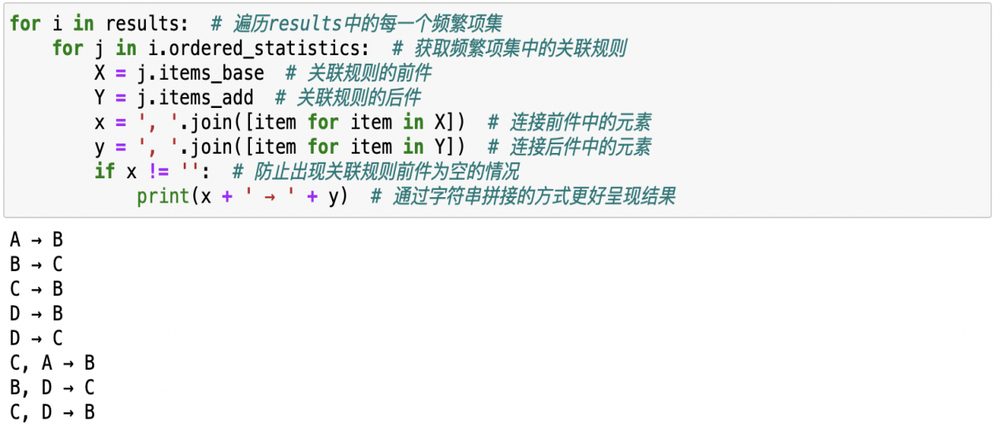 for i in results:  # 遍历results中的每一个频繁项集
    for j in i.ordered_statistics:  # 获取频繁项集中的关联规则
        X = j.items_base  # 关联规则的前件
        Y = j.items_add  # 关联规则的后件
        x = ', '.join([item for item in X])  # 连接前件中的元素
        y = ', '.join([item for item in Y])  # 连接后件中的元素
        if x != '':  # 防止出现关联规则前件为空的情况
            print(x + ' → ' + y)  # 通过字符串拼接的方式更好呈现结果
A → B
B → C
C → B
D → B
D → C
C, A → B
B, D → C
C, D → B